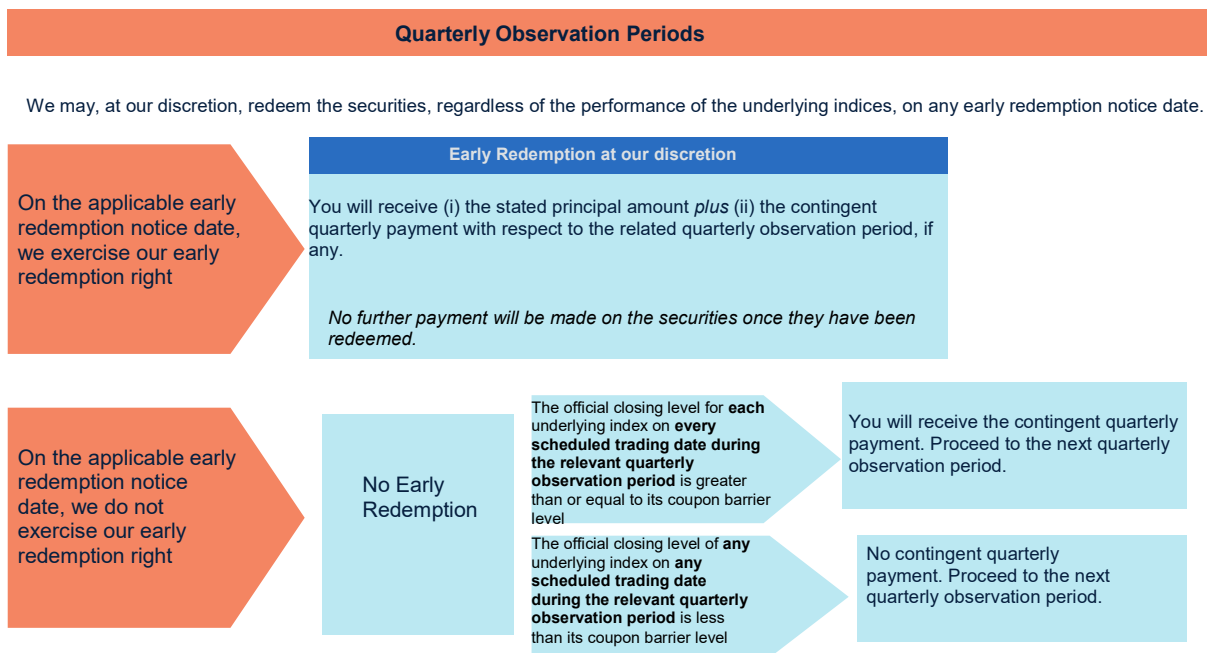 Quarterly Observation Periods
We may, at our discretion, redeem the securities, regardless of the performance of the underlying indices, on any early redemption notice date.
On the applicable early
redemption notice date,
we exercise our early
redemption right
Early Redemption at our discretion
You will receive (i) the stated principal amount plus (ii) the contingent
quarterly payment with respect to the related quarterly observation period, if
any.
No further payment will be made on the securities once they have been
redeemed.
On the applicable early
redemption notice
date, we do not
exercise our early
redemption right
No Early
Redemption
The official closing level for each
underlying index on every
scheduled trading date during
the relevant quarterly
observation period is greater
than or equal to its coupon barrier
level
You will receive the contingent quarterly
payment. Proceed to the next quarterly
observation period.
The official closing level of any
underlying index on any
scheduled trading date
during the relevant quarterly
observation period is less
than its coupon barrier level
No contingent quarterly
payment. Proceed to the next
quarterly observation period.